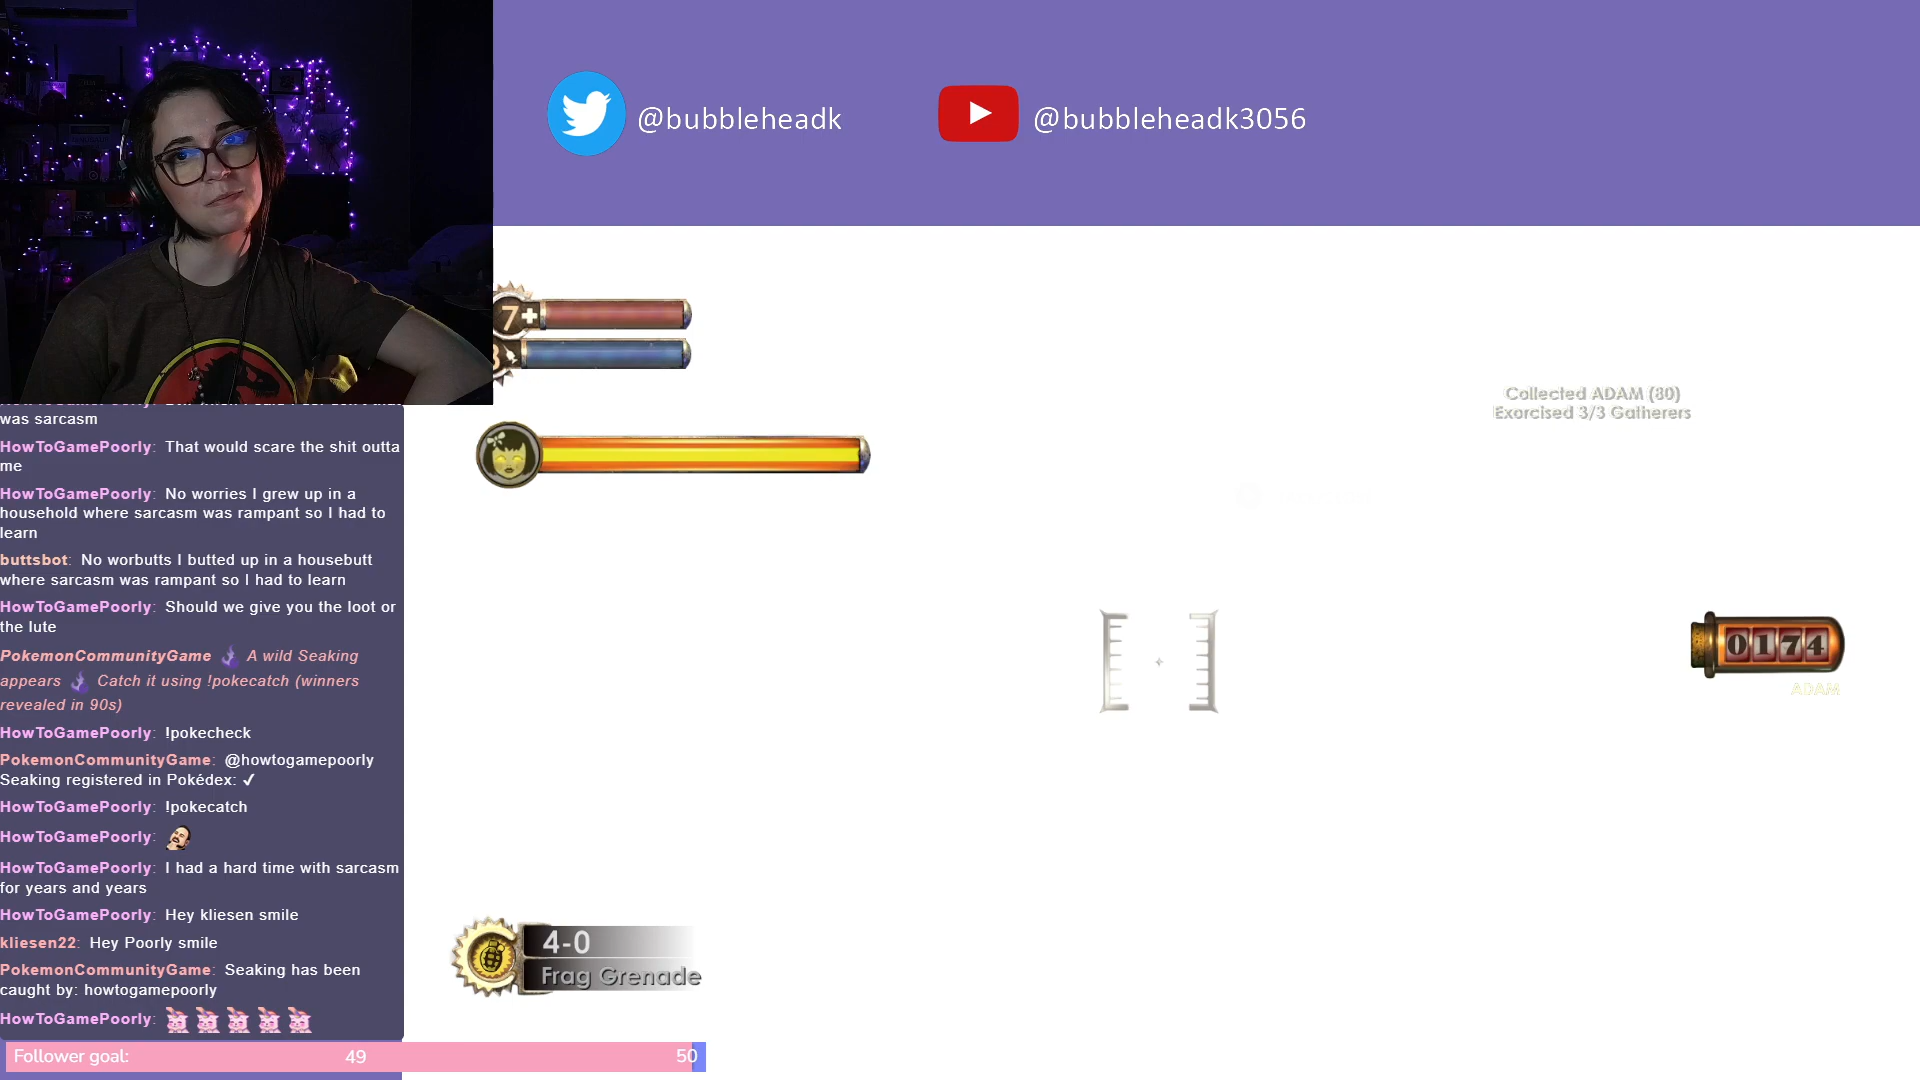 @bubbleheadk
@bubbleheadk3056
7+
Collected ADAM (80)
Exorcised 3/3 Gatherers
0174
ADAM
was sarcasm
HowToGamePoorly: That would scare the shit outta
me
HowToGamePoorly: No worries I grew up in a
household where sarcasm was rampant so I had to
learn
buttsbot: No worbutts I butted up in a housebutt
where sarcasm was rampant so I had to learn
HowToGamePoorly: Should we give you the loot or
the lute
PokemonCommunityGame A wild Seaking
appears Catch it using !pokecatch (winners
revealed in 90s)
HowToGamePoorly: !pokecheck
PokemonCommunityGame: @howtogamepoorly
Seaking registered in Pokédex: ✓
HowToGamePoorly: !pokecatch
HowToGamePoorly:
HowToGamePoorly: I had a hard time with sarcasm
for years and years
HowToGamePoorly: Hey kliesen smile
kliesen22: Hey Poorly smile
PokemonCommunityGame: Seaking has been
caught by: howtogamepoorly
HowToGamePoorly:
4-0
Frag Grenade
Follower goal: 49 50